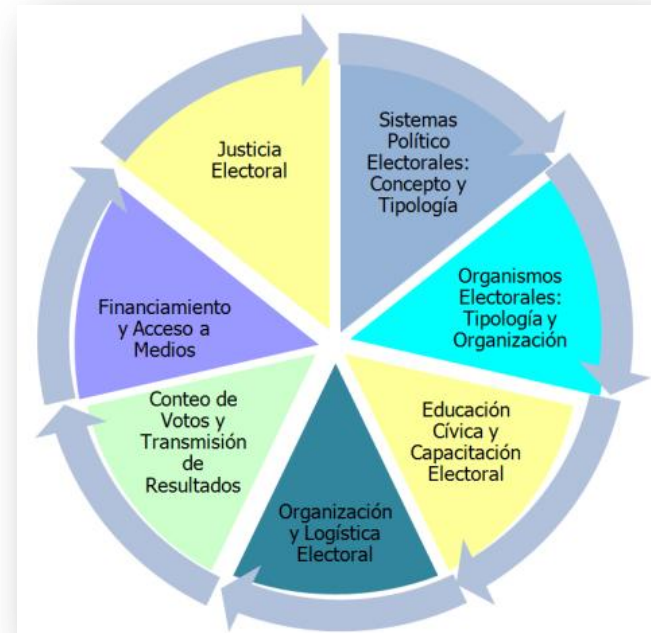 Sistemas
Político
Electorales:
Concepto y
Tipología
Organismos
Electorales:
Tipología y
Organización
Educación
Cívica y
Capacitación
Electoral
Organización
y Logística
Electoral
Conteo de
Votos y
Transmisión
de
Resultados
Financiamiento
y Acceso a
Medios
Justicia
Electoral